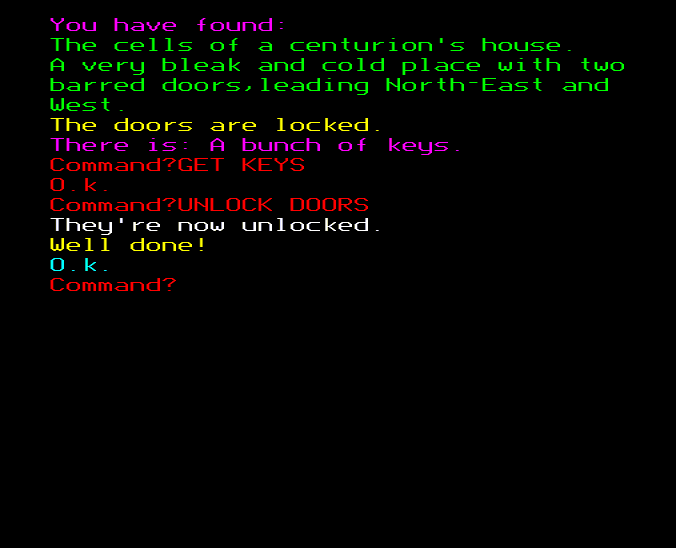 You have found:
The cells of a centurion's house.
A very bleak and cold place with two
barred doors,leading North-East and
West.
The doors are locked.
There is: A bunch of keys.
Command?GET KEYS
O.k.
Command?UNLOCK DOORS
They're now unlocked.
Well done!
O.k.
Command?